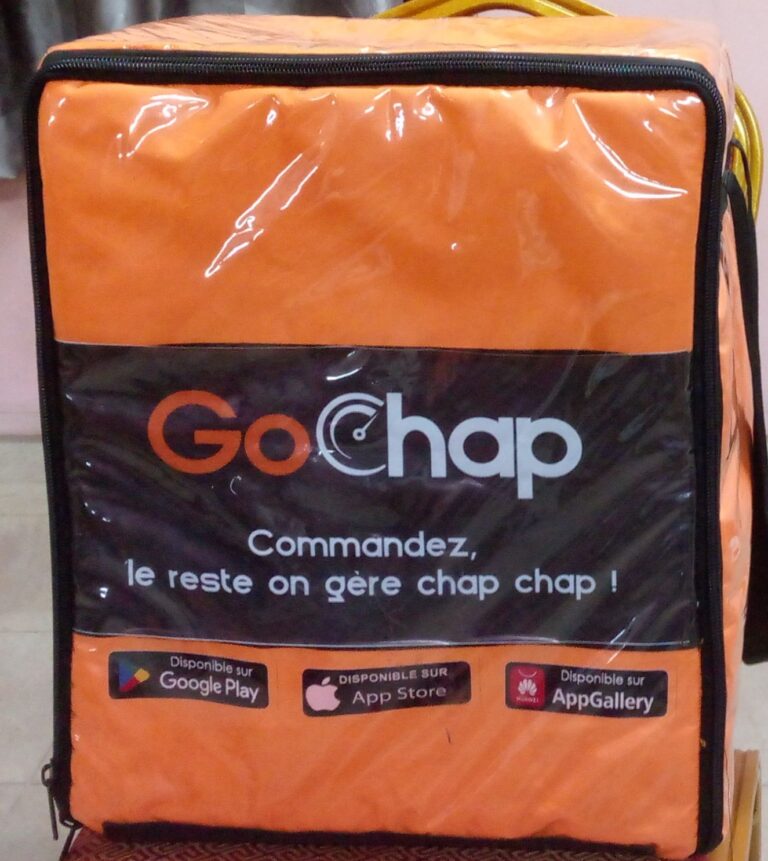 GoChap
Commandez,
le reste on gère chap chap !
Disponible sur
Google Play
DISPONIBLE SUR
App Store
Disponible sur
AppGallery
HUAWEI